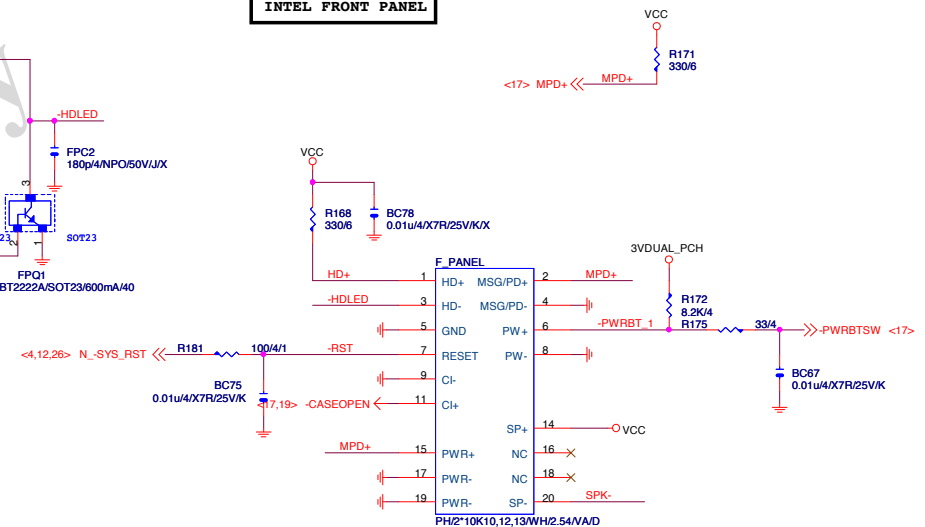 INTEL FRONT PANEL
VCC
R171
330/6
<17> MPD+
MPD+
-HDLED
FPC2
180p/4/NPO/50V/J/X
3
2
1
SOT23
FPQ1
BT2222A/SOT23/600mA/40
VCC
R168
330/6
BC78
0.01u/4/X7R/25V/K/X
3VDUAL_PCH
R172
8.2K/4
R175
33/4
-PWRBTSW <17>
BC67
0.01u/4/X7R/25V/K
F_PANEL
HD+ 1 HD+ MSG/PD+ 2 MPD+
-HDLED 3 HD- MSG/PD- 4
5 GND PW+ 6 -PWRBT_1
<4,12,26> N_-SYS_RST R181 100/4/1 -RST 7 RESET PW- 8
9 CI-
BC75
0.01u/4/X7R/25V/K
<17,19> -CASEOPEN 11 CI+
SP+ 14 VCC
MPD+ 15 PWR+ NC 16
17 PWR- NC 18
19 PWR- SP- 20 SPK-
PH/2*10K10,12,13/WH/2.54/VA/D